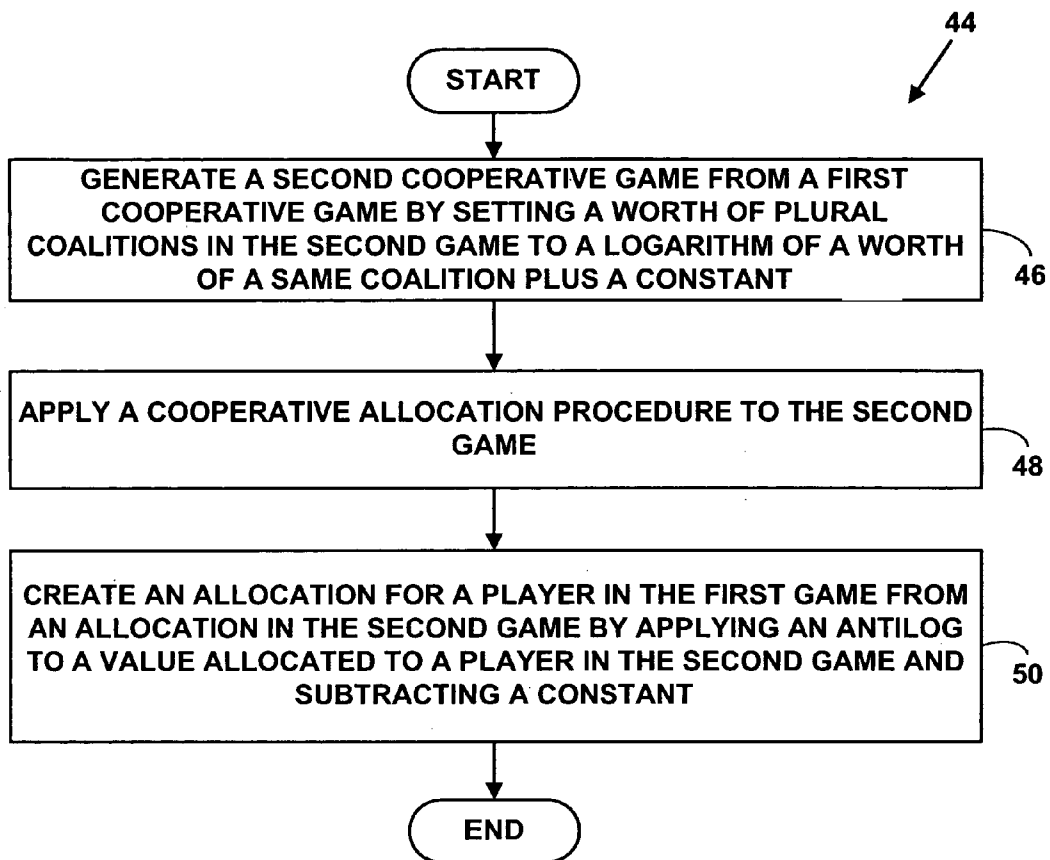 44
START
GENERATE A SECOND COOPERATIVE GAME FROM A FIRST
COOPERATIVE GAME BY SETTING A WORTH OF PLURAL
COALITIONS IN THE SECOND GAME TO A LOGARITHM OF A WORTH
OF A SAME COALITION PLUS A CONSTANT
46
APPLY A COOPERATIVE ALLOCATION PROCEDURE TO THE SECOND
GAME
48
CREATE AN ALLOCATION FOR A PLAYER IN THE FIRST GAME FROM
AN ALLOCATION IN THE SECOND GAME BY APPLYING AN ANTILOG
TO A VALUE ALLOCATED TO A PLAYER IN THE SECOND GAME AND
SUBTRACTING A CONSTANT
50
END